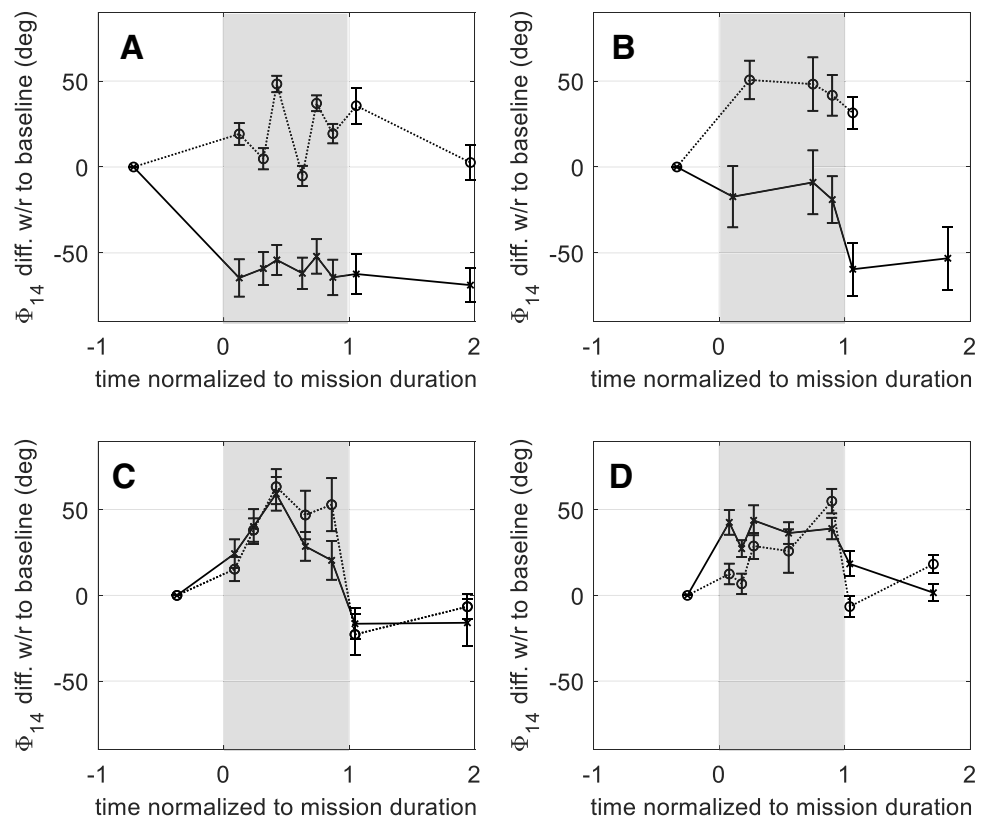 A
B
Φ14 diff. w/r to baseline (deg)
50
0
-50
-1
0
1
2
time normalized to mission duration
Φ14 diff. w/r to baseline (deg)
50
0
-50
-1
0
1
2
time normalized to mission duration
C
D
Φ14 diff. w/r to baseline (deg)
50
0
-50
-1
0
1
2
time normalized to mission duration
Φ14 diff. w/r to baseline (deg)
50
0
-50
-1
0
1
2
time normalized to mission duration